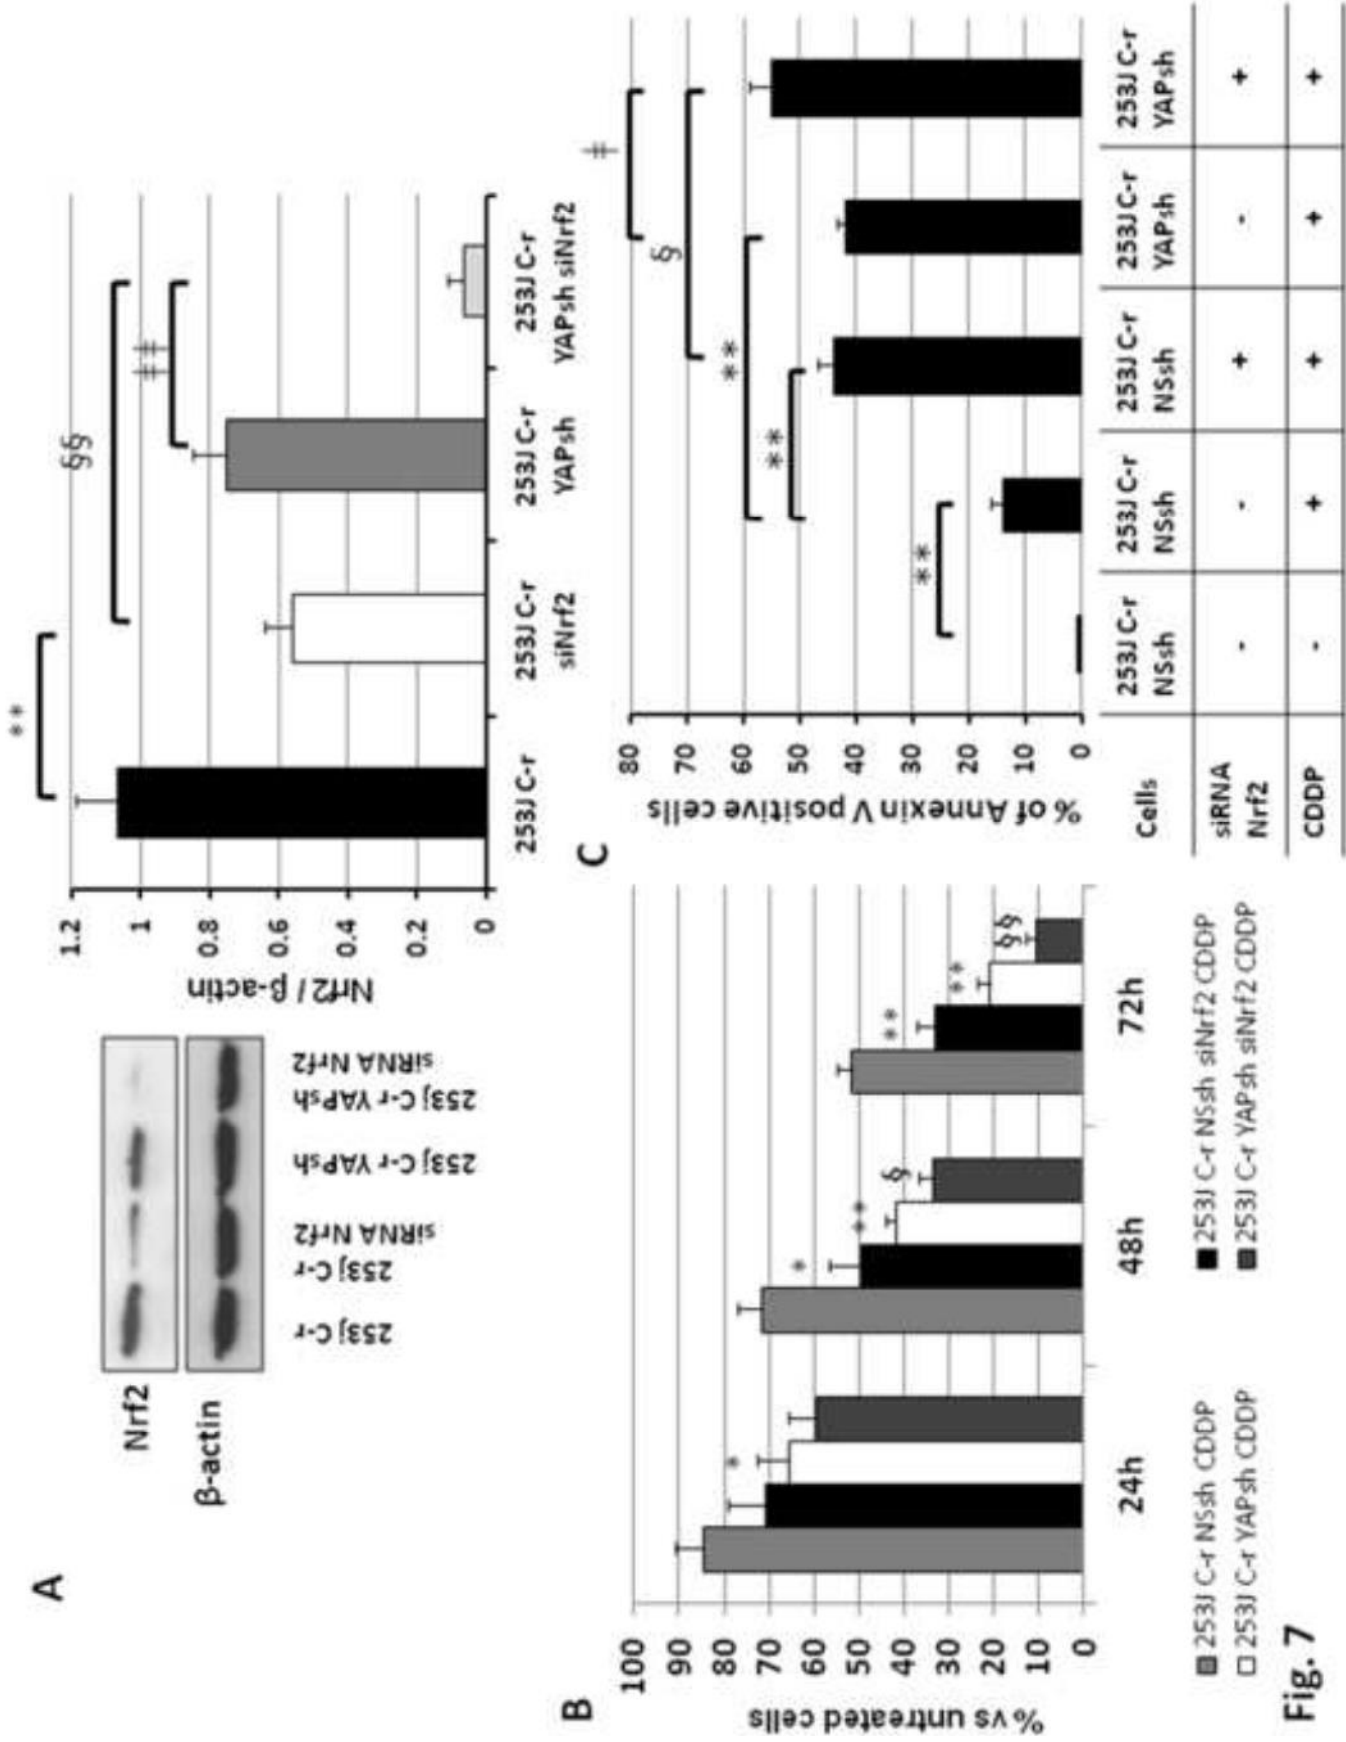 A
Nrf2
β-actin
253j C-r
253j C-r
siRNA Nrf2
253j C-r YAPsh
253j C-r YAPsh
siRNA Nrf2
Nrf2 / β-actin
1.2
1
0.8
0.6
0.4
0.2
0
**
§§
ǂǂ
253J C-r
253J C-r
siNrf2
253J C-r
YAPsh
253J C-r
YAPsh siNrf2
B
% vs untreated cells
100
90
80
70
60
50
40
30
20
10
0
*
* ** §
** ** §§
24h 48h 72h
253J C-r NSsh CDDP
253J C-r NSsh siNrf2 CDDP
253J C-r YAPsh CDDP
253J C-r YAPsh siNrf2 CDDP
C
% of Annexin V positive cells
80
70
60
50
40
30
20
10
0
**
**
**
§
ǂ
Cells 253J C-r NSsh 253J C-r NSsh 253J C-r NSsh 253J C-r YAPsh 253J C-r YAPsh
siRNA Nrf2 - - + - +
CDDP - + + + +
Fig. 7